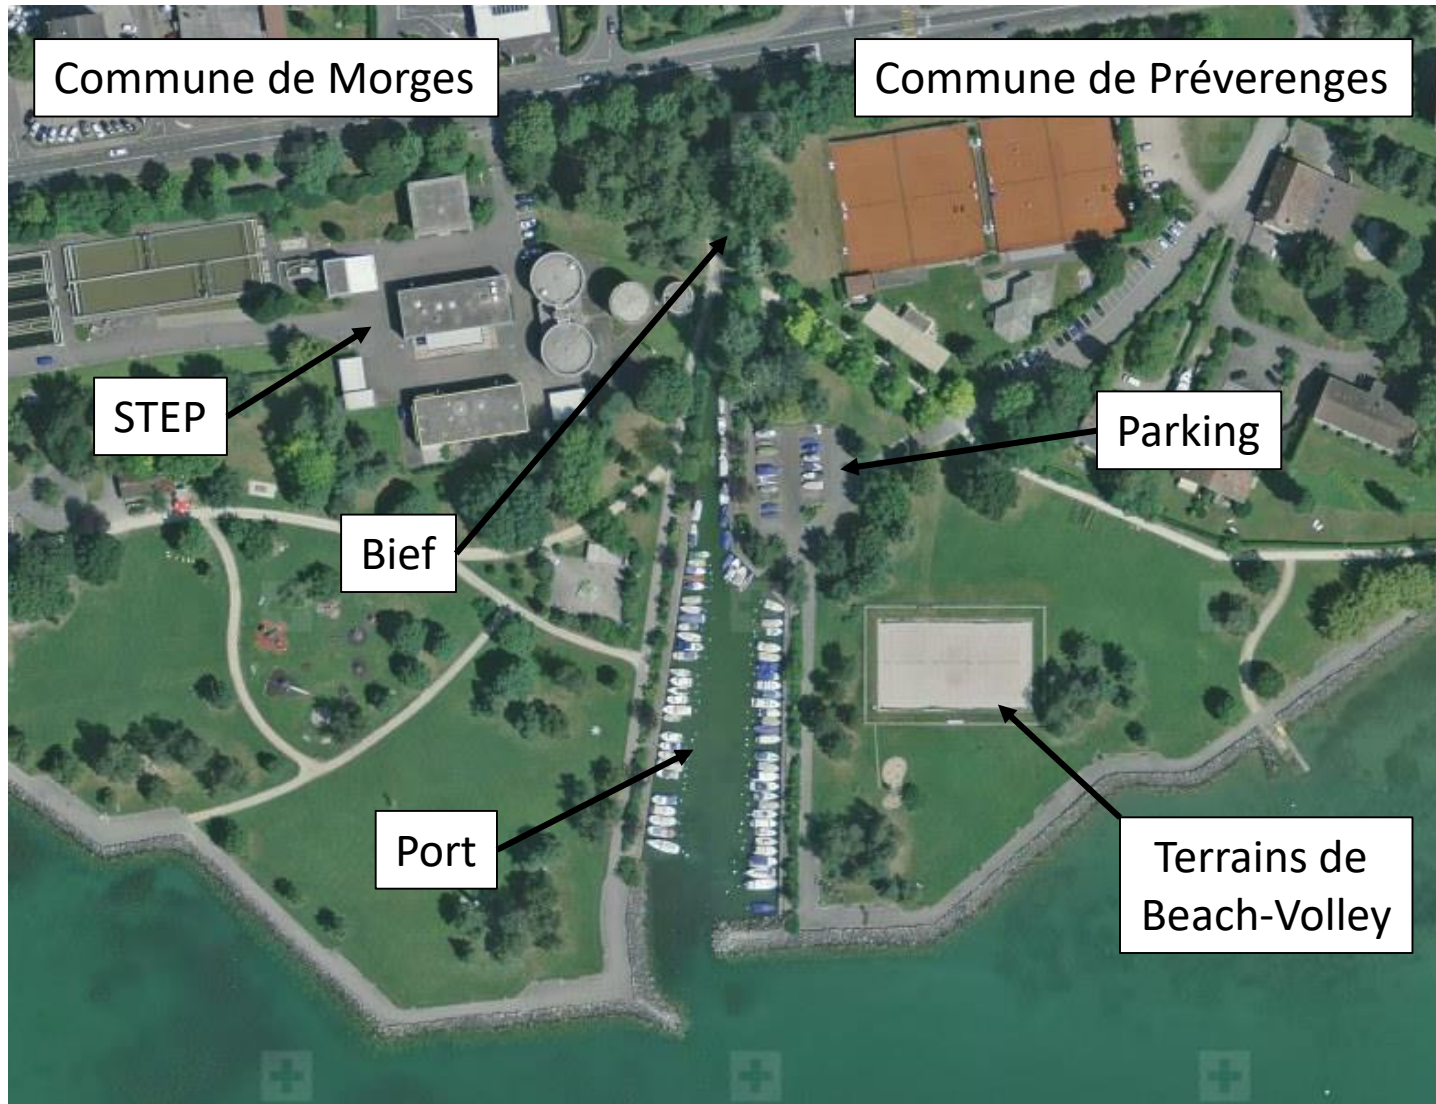 Commune de Morges
Commune de Préverenges
STEP
Parking
Bief
Port
Terrains de
Beach-Volley